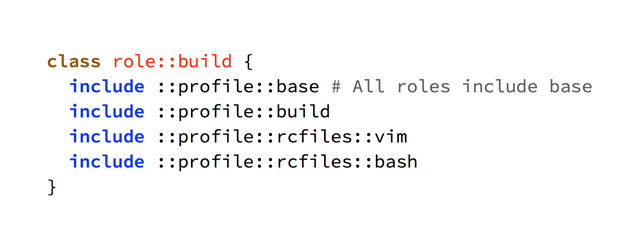 class role::build {
  include ::profile::base # All roles include base
  include ::profile::build
  include ::profile::rcfiles::vim
  include ::profile::rcfiles::bash
}